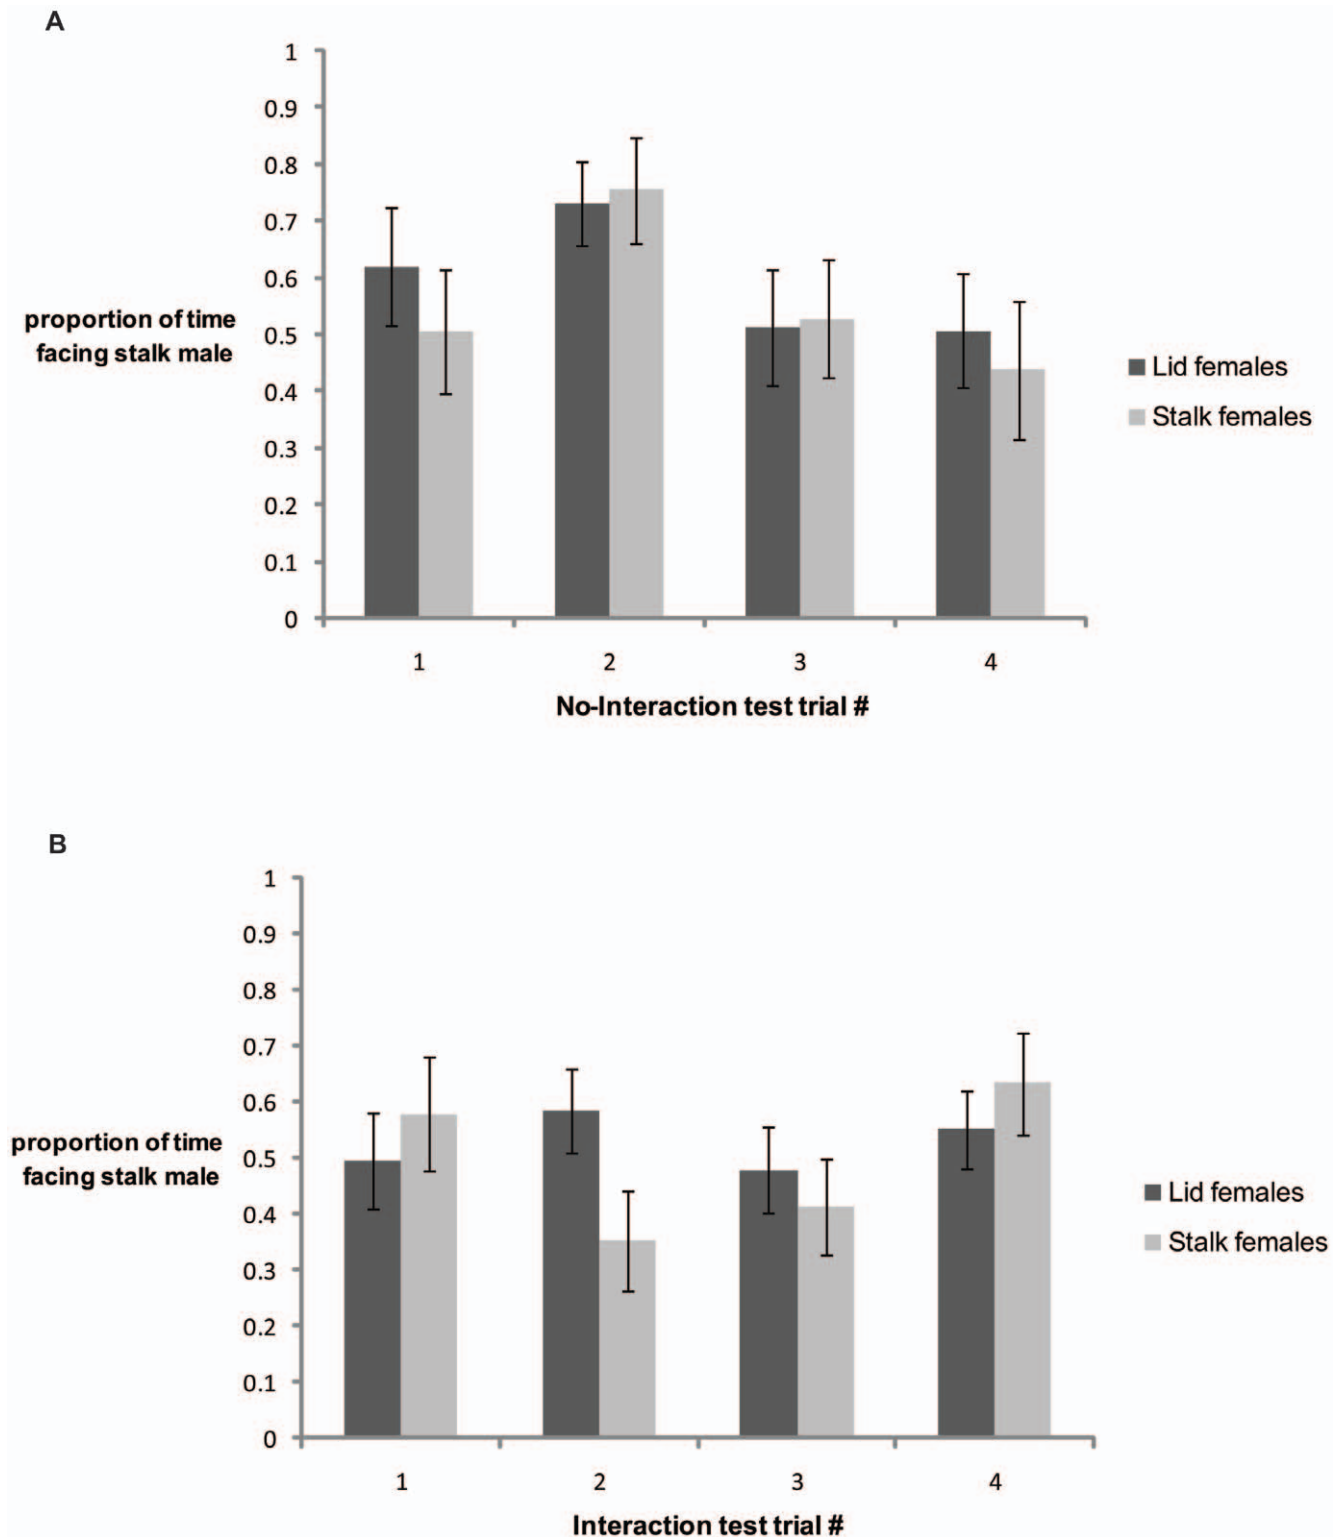 A
1
0.9
0.8
0.7
0.6
0.5
0.4
0.3
0.2
0.1
0
proportion of time
facing stalk male
Lid females
Stalk females
1 2 3 4
No-Interaction test trial #
B
1
0.9
0.8
0.7
0.6
0.5
0.4
0.3
0.2
0.1
0
proportion of time
facing stalk male
Lid females
Stalk females
1 2 3 4
Interaction test trial #